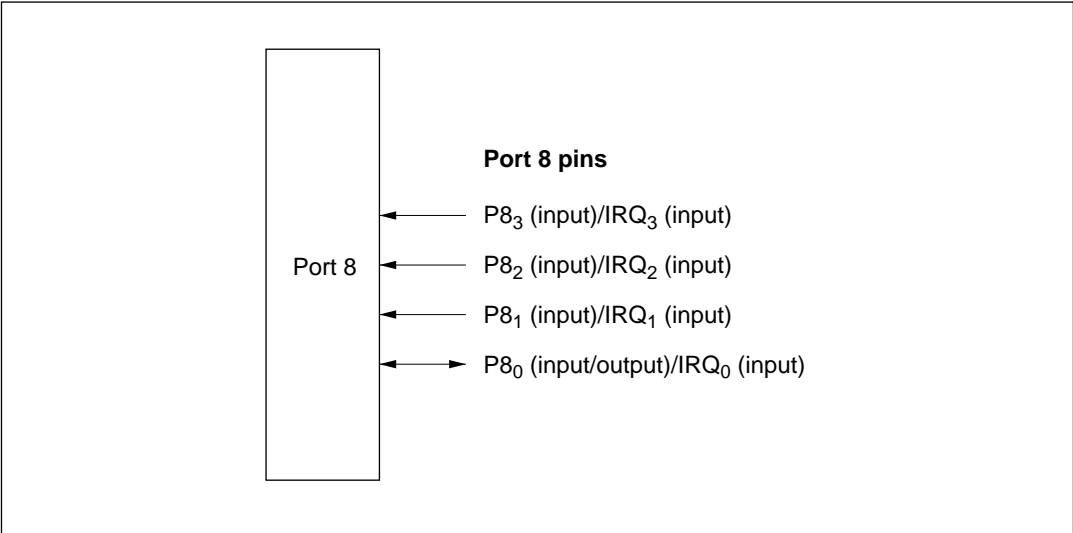 Port 8 pins
P8₃ (input)/IRQ₃ (input)
Port 8
P8₂ (input)/IRQ₂ (input)
P8₁ (input)/IRQ₁ (input)
P8₀ (input/output)/IRQ₀ (input)